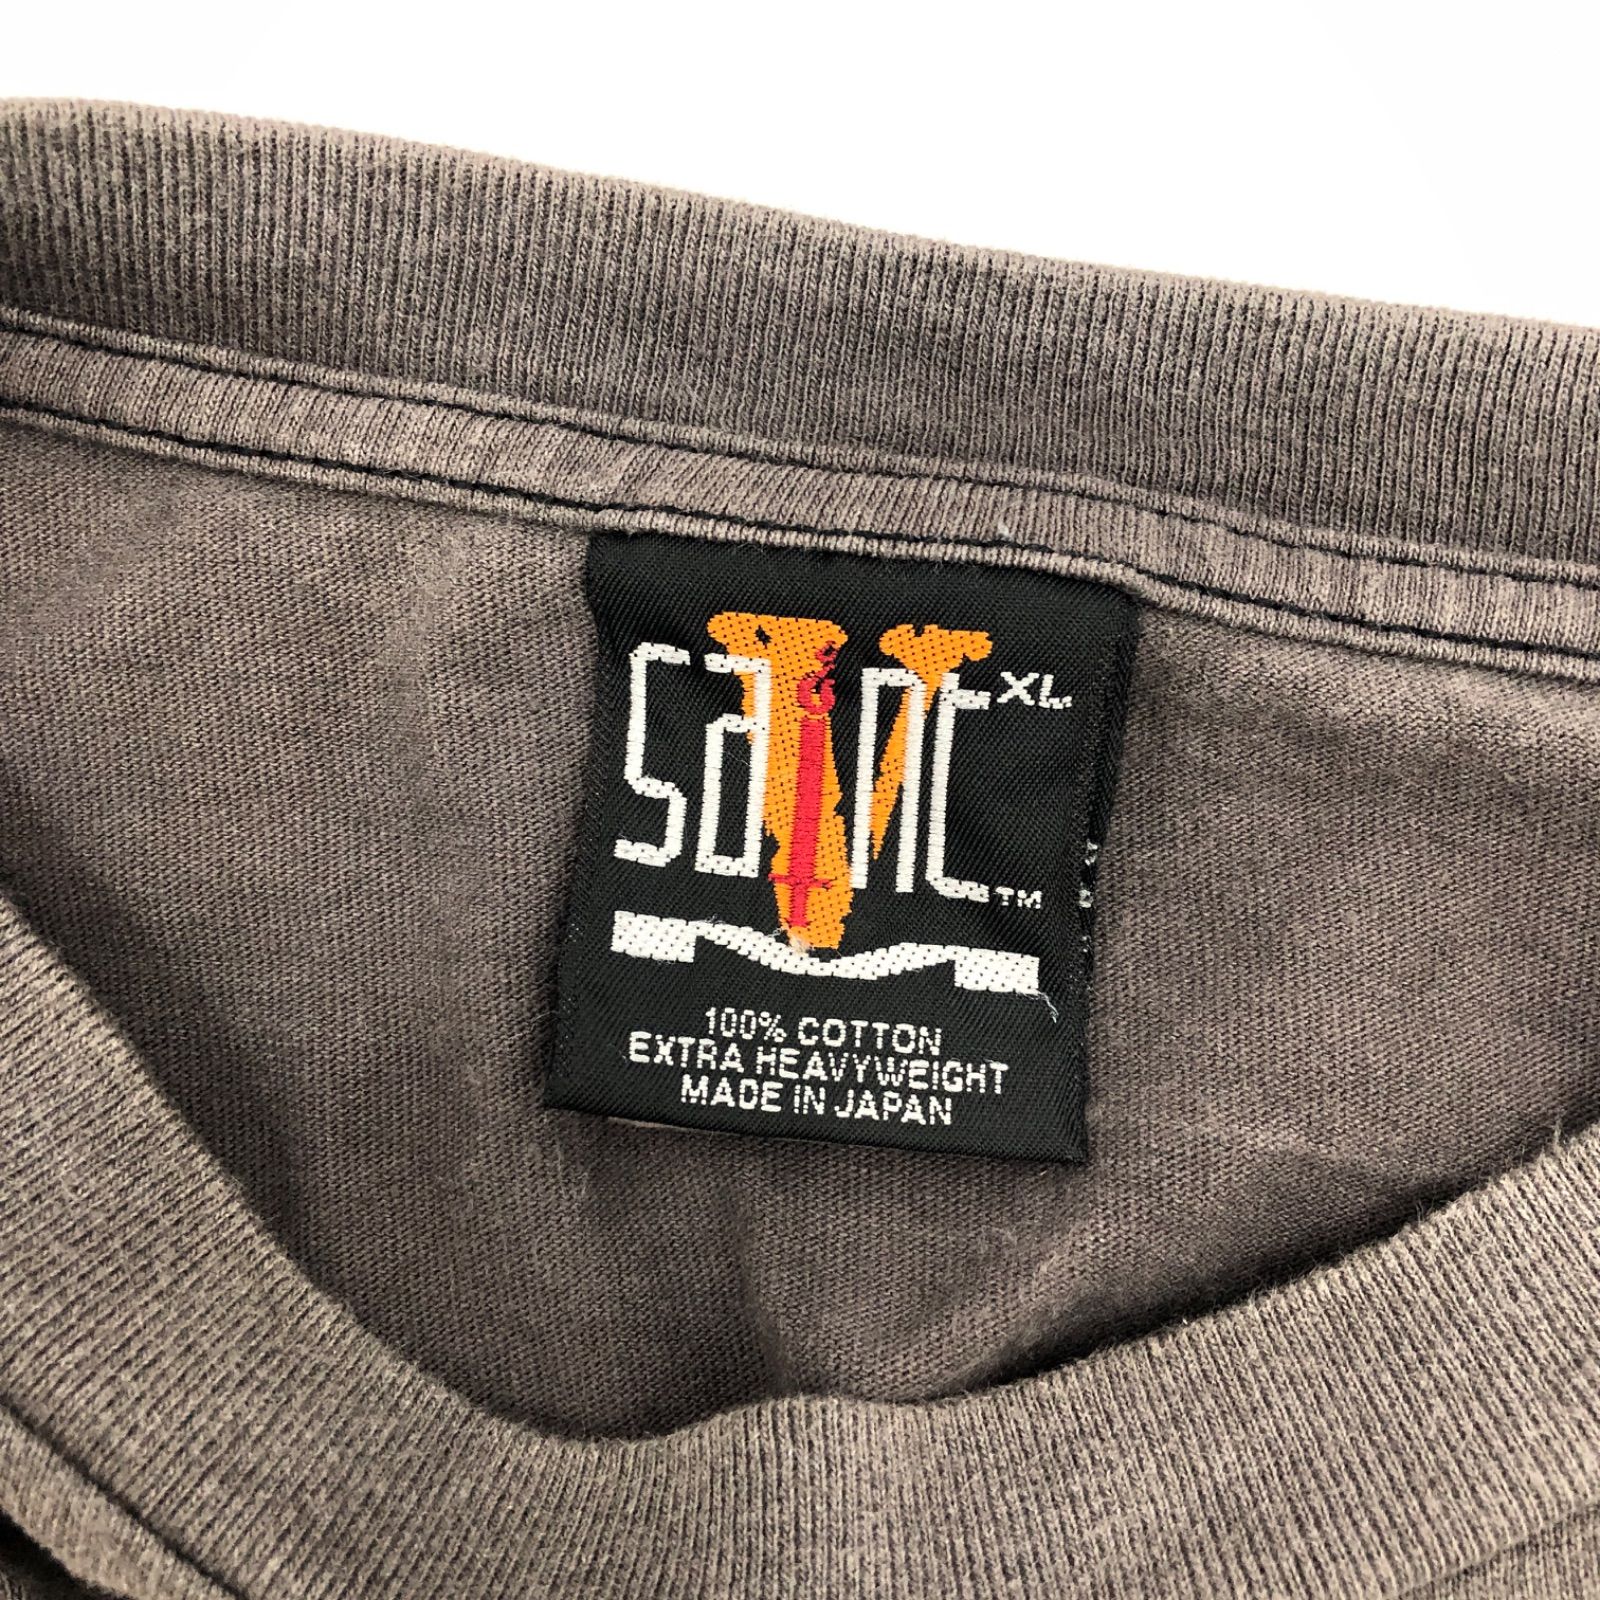 saint XL
TM
100% COTTON
EXTRA HEAVYWEIGHT
MADE IN JAPAN